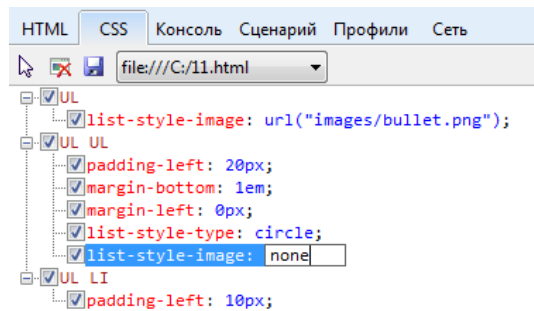 HTML CSS Консоль Сценарий Профили Сеть
file:///C:/11.html
UL
list-style-image: url("images/bullet.png");
UL UL
padding-left: 20px;
margin-bottom: 1em;
margin-left: 0px;
list-style-type: circle;
list-style-image: none
UL LI
padding-left: 10px;